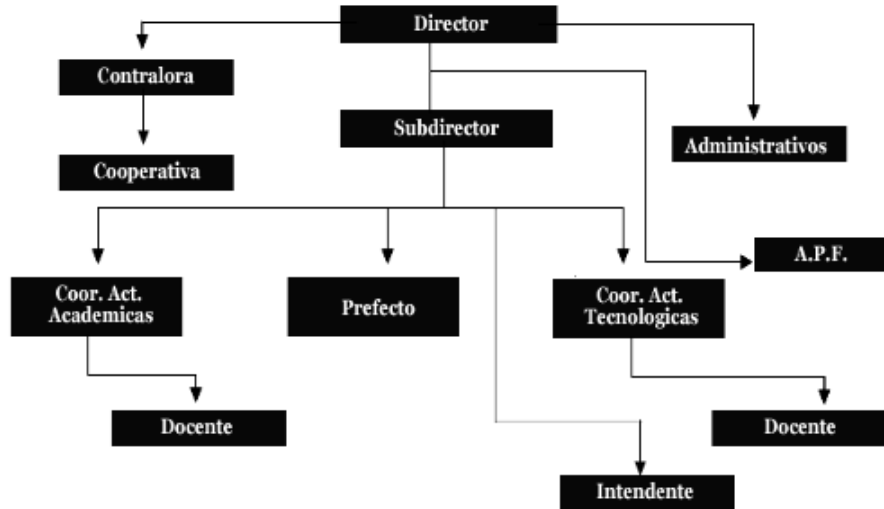 Director
Contralora
Subdirector
Administrativos
Cooperativa
A.P.F.
Coor. Act.
Academicas
Prefecto
Coor. Act.
Tecnologicas
Docente
Docente
Intendente